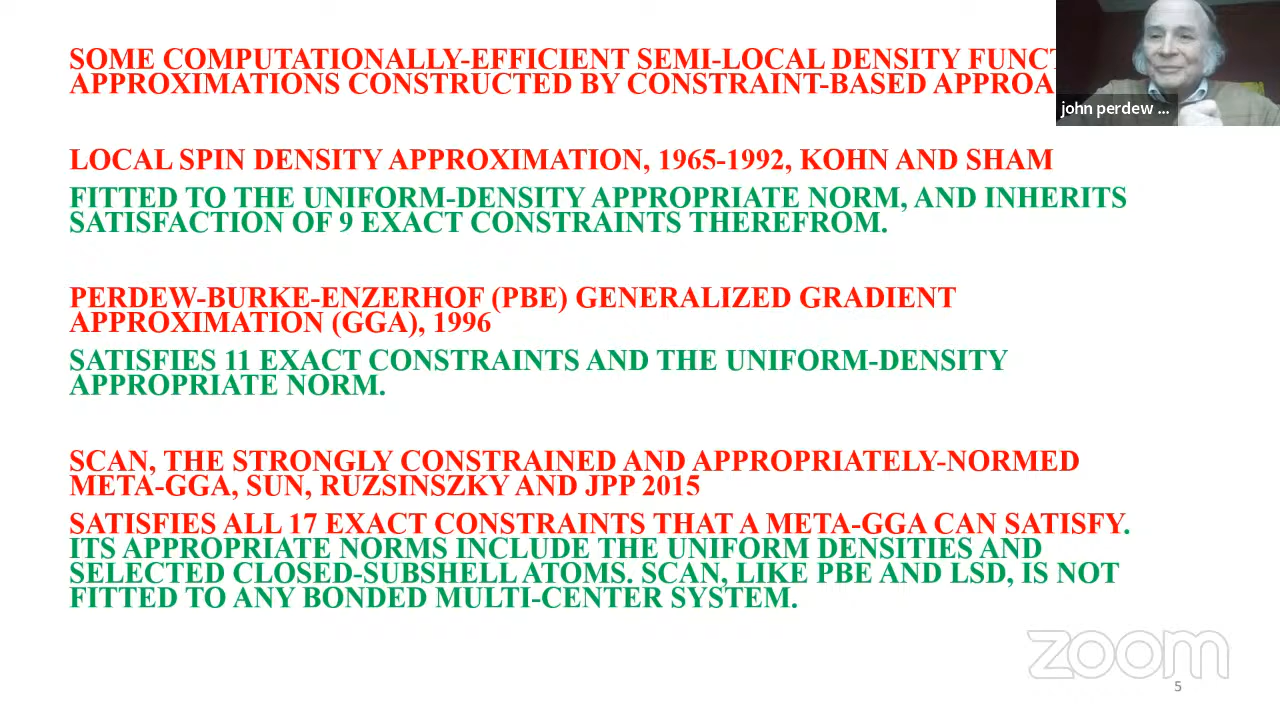 SOME COMPUTATIONALLY-EFFICIENT SEMI-LOCAL DENSITY FUNCT
APPROXIMATIONS CONSTRUCTED BY CONSTRAINT-BASED APPROA
john perdew ...
LOCAL SPIN DENSITY APPROXIMATION, 1965-1992, KOHN AND SHAM
FITTED TO THE UNIFORM-DENSITY APPROPRIATE NORM, AND INHERITS
SATISFACTION OF 9 EXACT CONSTRAINTS THEREFROM.
PERDEW-BURKE-ENZERHOF (PBE) GENERALIZED GRADIENT
APPROXIMATION (GGA), 1996
SATISFIES 11 EXACT CONSTRAINTS AND THE UNIFORM-DENSITY
APPROPRIATE NORM.
SCAN, THE STRONGLY CONSTRAINED AND APPROPRIATELY-NORMED
META-GGA, SUN, RUZSINSZKY AND JPP 2015
SATISFIES ALL 17 EXACT CONSTRAINTS THAT A META-GGA CAN SATISFY.
ITS APPROPRIATE NORMS INCLUDE THE UNIFORM DENSITIES AND
SELECTED CLOSED-SUBSHELL ATOMS. SCAN, LIKE PBE AND LSD, IS NOT
FITTED TO ANY BONDED MULTI-CENTER SYSTEM.
zoom
5